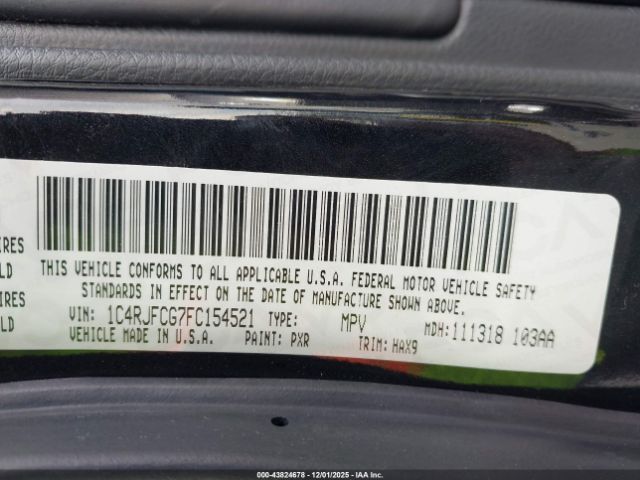 IRES
LD
IRES
LD
THIS VEHICLE CONFORMS TO ALL APPLICABLE U.S.A. FEDERAL MOTOR VEHICLE SAFETY
STANDARDS IN EFFECT ON THE DATE OF MANUFACTURE SHOWN ABOVE.
VIN: 1C4RJFCG7FC154521 TYPE: MPV MDH:111318 103AA
VEHICLE MADE IN U.S.A. PAINT: PXR TRIM: HAX9
000-43824678 - 12/01/2025 - Copyright IAA, Inc.